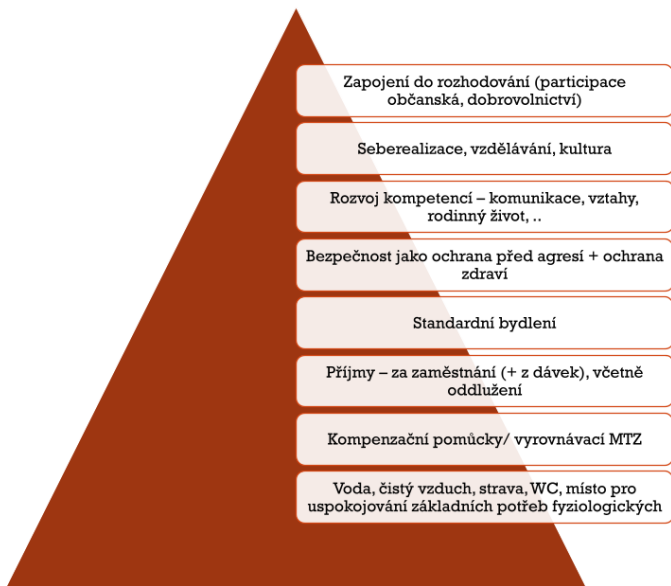 Zapojení do rozhodování (participace
občanská, dobrovolnictví)
Seberealizace, vzdělávání, kultura
Rozvoj kompetencí – komunikace, vztahy,
rodinný život, ..
Bezpečnost jako ochrana před agresí + ochrana
zdraví
Standardní bydlení
Příjmy – za zaměstnání (+ z dávek), včetně
oddlužení
Kompenzační pomůcky/ vyrovnávací MTZ
Voda, čistý vzduch, strava, WC, místo pro
uspokojování základních potřeb fyziologických